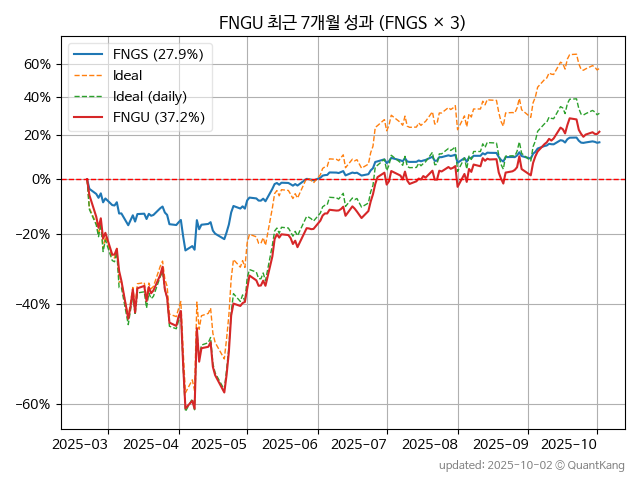 FNGU 최근 7개월 성과 (FNGS × 3)
FNGS (27.9%)
Ideal
Ideal (daily)
FNGU (37.2%)
60%
40%
20%
0%
−20%
−40%
−60%
2025-03 2025-04 2025-05 2025-06 2025-07 2025-08 2025-09 2025-10
updated: 2025-10-02 © QuantKang